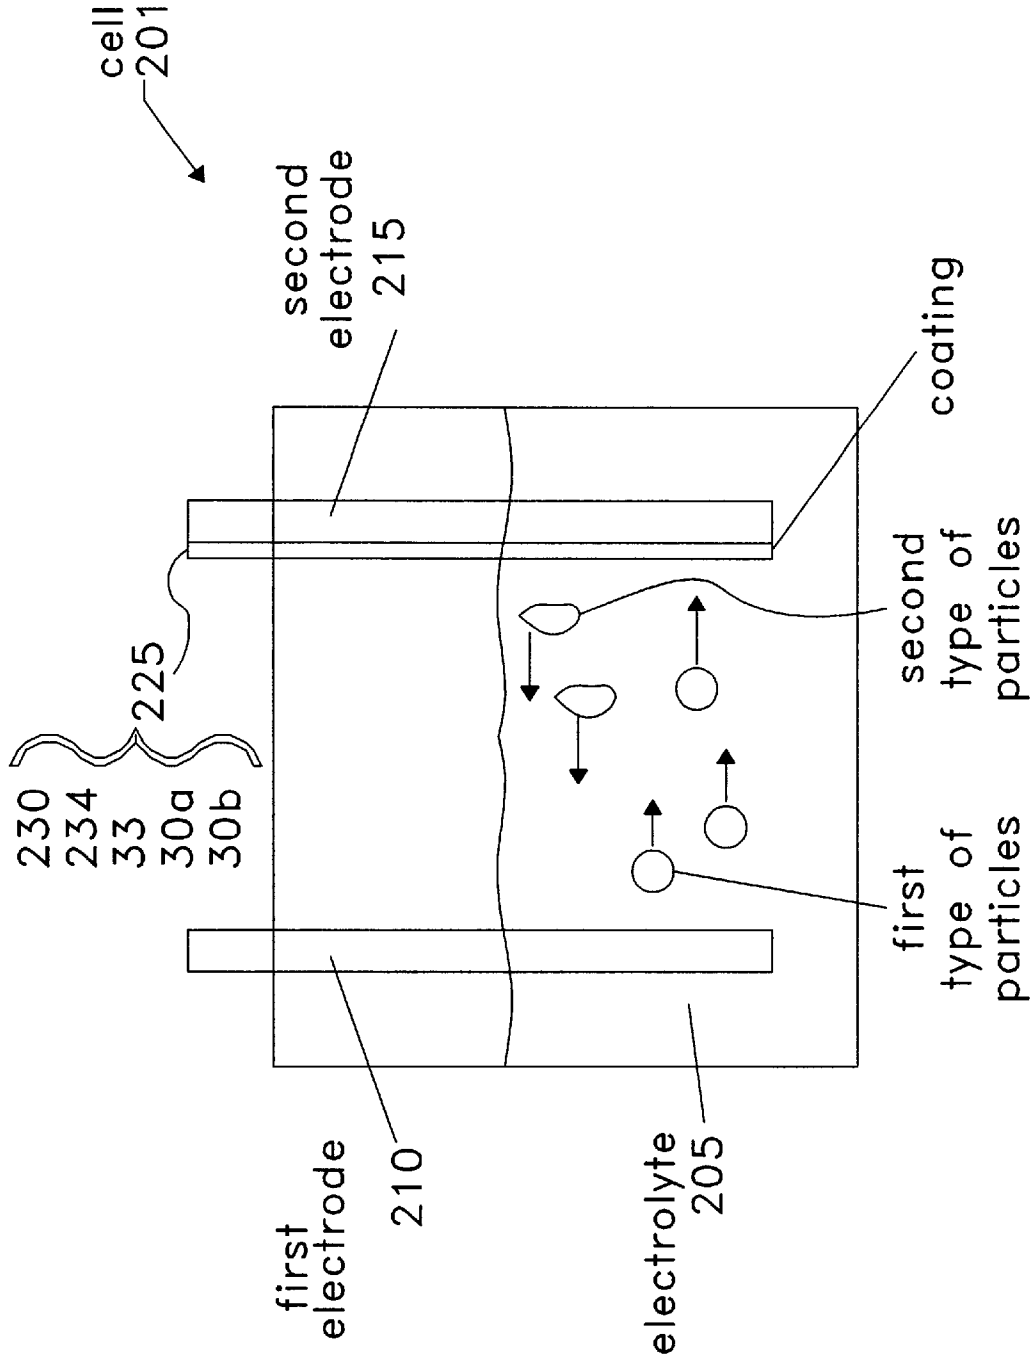 cell
201
230
234
33
30a
30b
225
second
electrode
215
first
electrode
210
electrolyte
205
first
type of
particles
second
type of
particles
coating